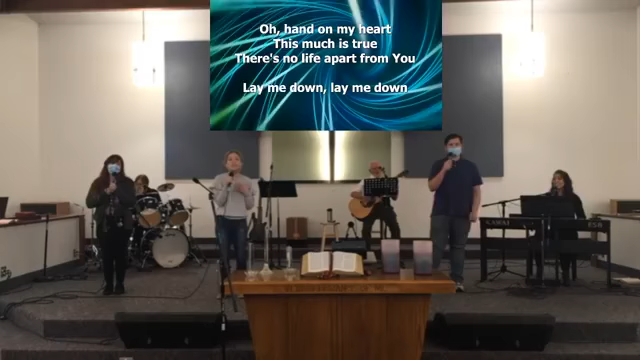 Oh, hand on my heart
This much is true
There's no life apart from You
Lay me down, lay me down
KAWAI